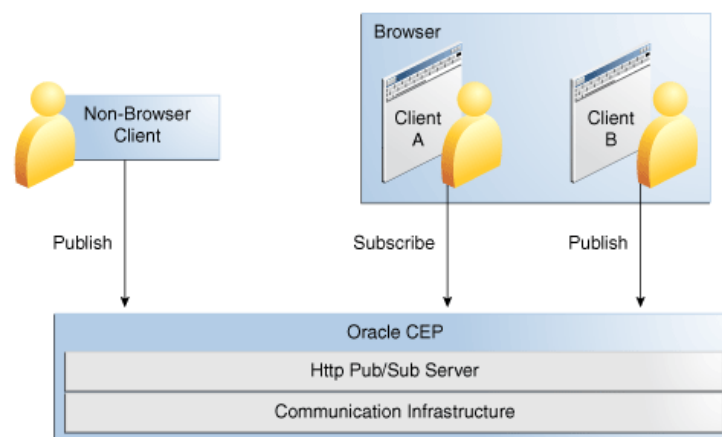 Browser
Non-Browser
Client
Client
A
Client
B
Publish
Subscribe
Publish
Oracle CEP
Http Pub/Sub Server
Communication Infrastructure